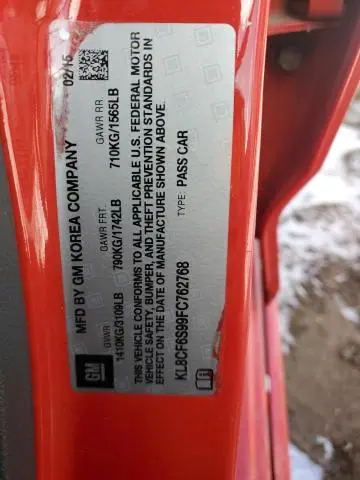 MFD BY GM KOREA COMPANY 02/15
GVWR GAWR FRT. GAWR RR.
1410KG/3109LB 790KG/1742LB 710KG/1565LB
THIS VEHICLE CONFORMS TO ALL APPLICABLE U.S. FEDERAL MOTOR
VEHICLE SAFETY, BUMPER, AND THEFT PREVENTION STANDARDS IN
EFFECT ON THE DATE OF MANUFACTURE SHOWN ABOVE.
KL8CF6S99FC762768 TYPE: PASS CAR
GM